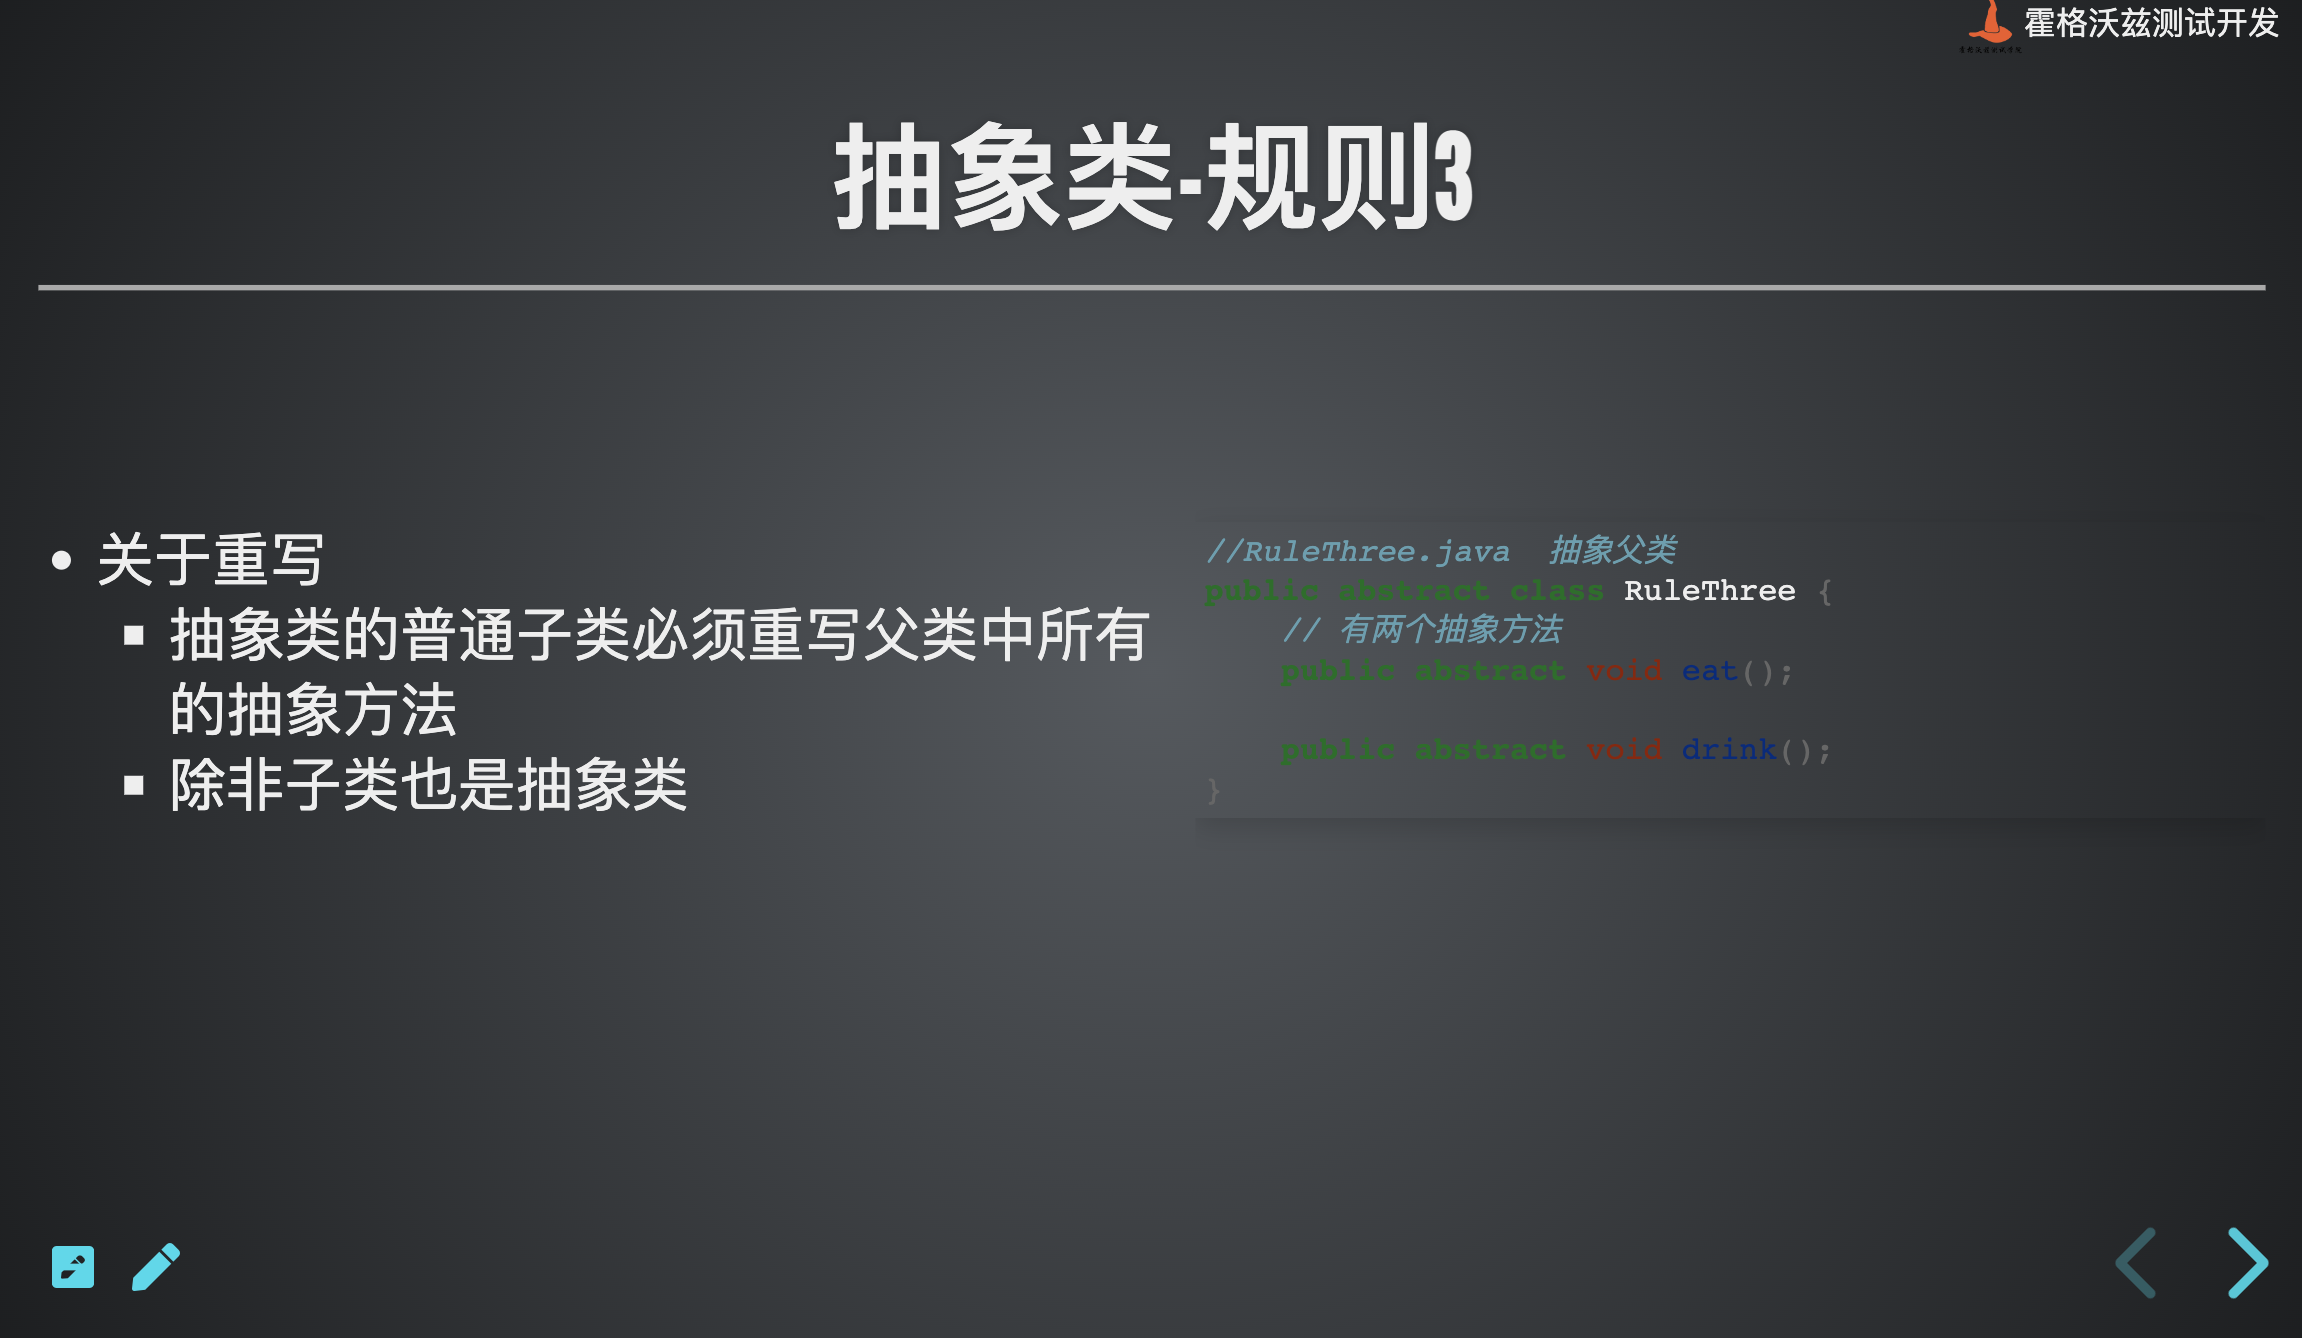 霍格沃兹测试开发
抽象类-规则3
关于重写
抽象类的普通子类必须重写父类中所有
的抽象方法
除非子类也是抽象类
//RuleThree.java  抽象父类
public abstract class RuleThree {
    // 有两个抽象方法
    public abstract void eat();
    public abstract void drink();
}